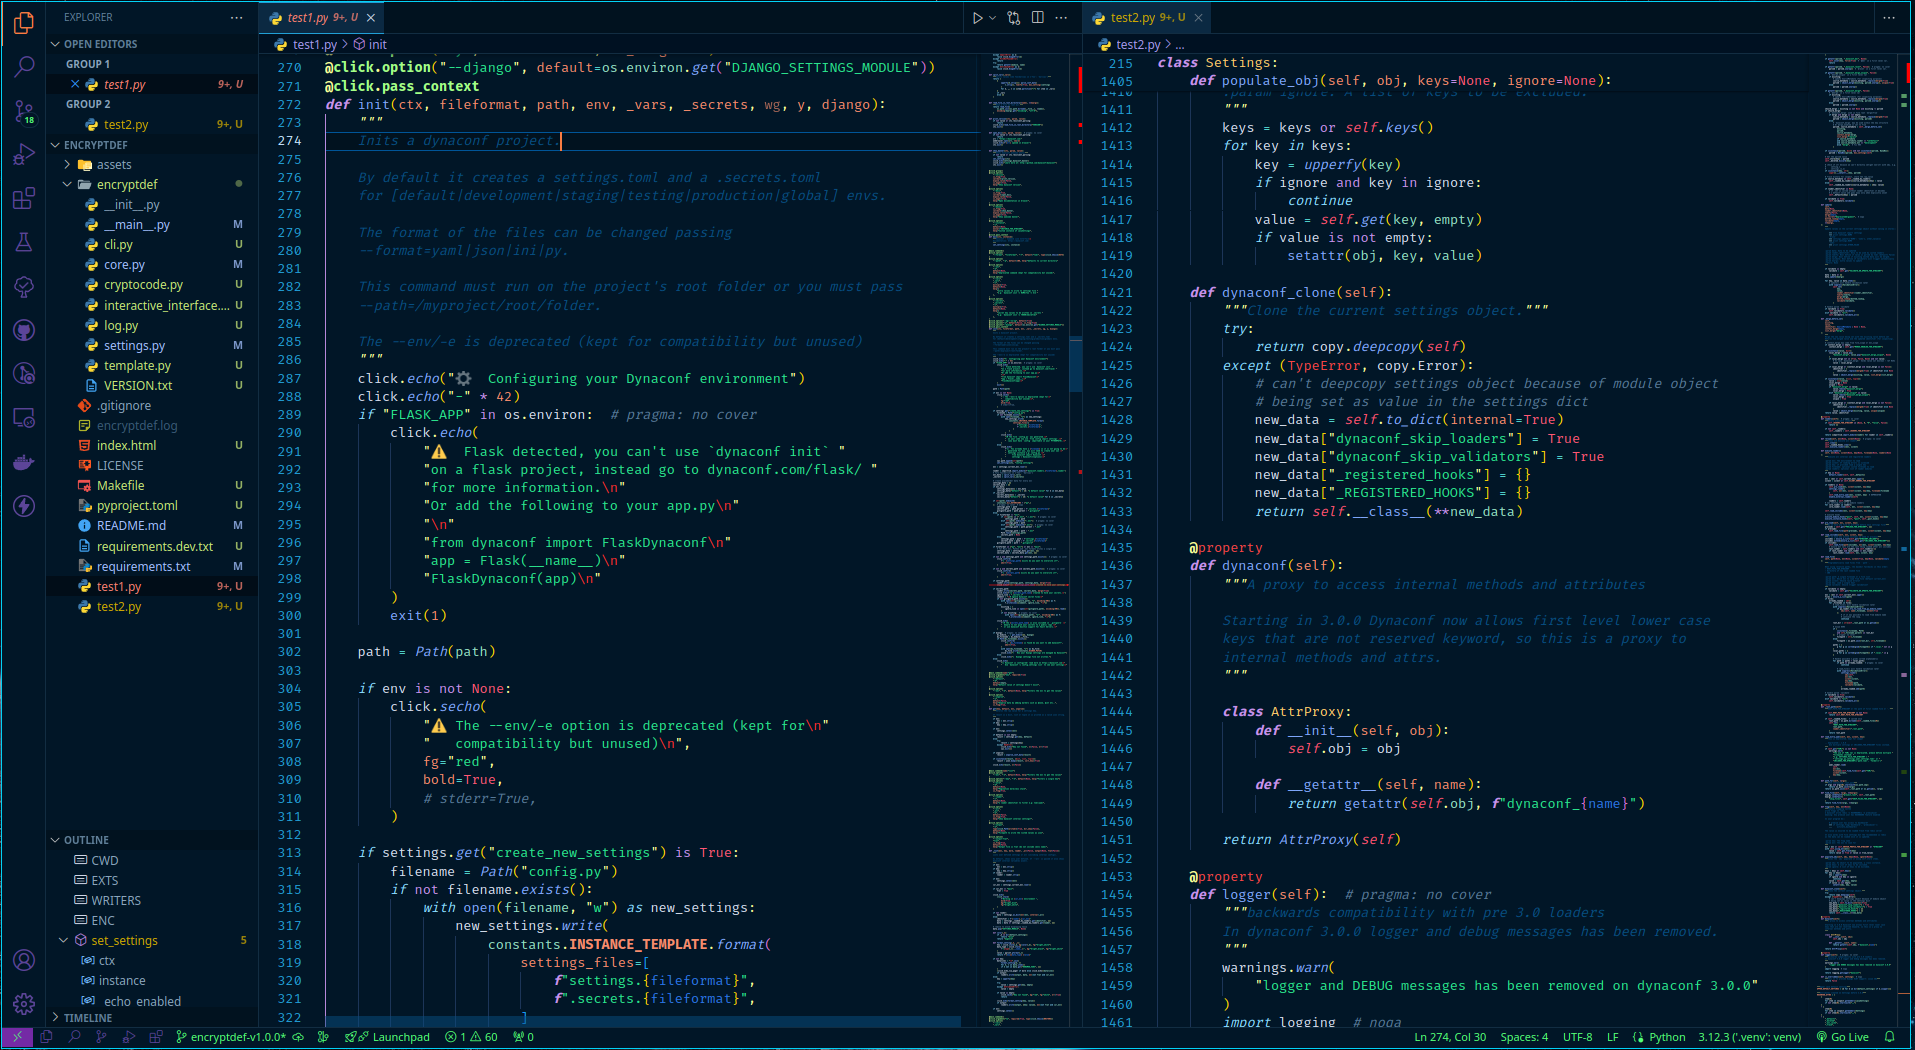 EXPLORER
OPEN EDITORS
GROUP 1
test1.py 9+, U
GROUP 2
test2.py 9+, U
ENCRYPTDEF
assets
encryptdef
__init__.py
__main__.py M
cli.py U
core.py M
cryptocode.py U
interactive_interface.... U
log.py U
settings.py M
template.py U
VERSION.txt U
.gitignore
encryptdef.log
index.html U
LICENSE
Makefile U
pyproject.toml U
README.md M
requirements.dev.txt U
requirements.txt M
test1.py 9+, U
test2.py 9+, U
OUTLINE
CWD
EXTS
WRITERS
ENC
set_settings 5
ctx
instance
echo_enabled
TIMELINE
18
test1.py 9+, U
test1.py > init
270 @click.option("--django", default=os.environ.get("DJANGO_SETTINGS_MODULE"))
271 @click.pass_context
272 def init(ctx, fileformat, path, env, _vars, _secrets, wg, y, django):
273 """
274 Inits a dynaconf project.
275
276 By default it creates a settings.toml and a .secrets.toml
277 for [default|development|staging|testing|production|global] envs.
278
279 The format of the files can be changed passing
280 --format=yaml|json|ini|py.
281
282 This command must run on the project's root folder or you must pass
283 --path=/myproject/root/folder.
284
285 The --env/-e is deprecated (kept for compatibility but unused)
286 """
287 click.echo("⚙️  Configuring your Dynaconf environment")
288 click.echo("-" * 42)
289 if "FLASK_APP" in os.environ:  # pragma: no cover
290 click.echo(
291 "⚠️  Flask detected, you can't use `dynaconf init` "
292 "on a flask project, instead go to dynaconf.com/flask/ "
293 "for more information.\n"
294 "Or add the following to your app.py\n"
295 "\n"
296 "from dynaconf import FlaskDynaconf\n"
297 "app = Flask(__name__)\n"
298 "FlaskDynaconf(app)\n"
299 )
300 exit(1)
301
302 path = Path(path)
303
304 if env is not None:
305 click.secho(
306 "⚠️ The --env/-e option is deprecated (kept for\n"
307 "   compatibility but unused)\n",
308 fg="red",
309 bold=True,
310 # stderr=True,
311 )
312
313 if settings.get("create_new_settings") is True:
314 filename = Path("config.py")
315 if not filename.exists():
316 with open(filename, "w") as new_settings:
317 new_settings.write(
318 constants.INSTANCE_TEMPLATE.format(
319 settings_files=[
320 f"settings.{fileformat}",
321 f".secrets.{fileformat}",
322 ]
test2.py 9+, U
test2.py > ...
215 class Settings:
1405 def populate_obj(self, obj, keys=None, ignore=None):
1410 :param ignore: A list of keys to be excluded.
1411 """
1412 keys = keys or self.keys()
1413 for key in keys:
1414 key = upperfy(key)
1415 if ignore and key in ignore:
1416 continue
1417 value = self.get(key, empty)
1418 if value is not empty:
1419 setattr(obj, key, value)
1420
1421 def dynaconf_clone(self):
1422 """Clone the current settings object."""
1423 try:
1424 return copy.deepcopy(self)
1425 except (TypeError, copy.Error):
1426 # can't deepcopy settings object because of module object
1427 # being set as value in the settings dict
1428 new_data = self.to_dict(internal=True)
1429 new_data["dynaconf_skip_loaders"] = True
1430 new_data["dynaconf_skip_validators"] = True
1431 new_data["_registered_hooks"] = {}
1432 new_data["_REGISTERED_HOOKS"] = {}
1433 return self.__class__(**new_data)
1434
1435 @property
1436 def dynaconf(self):
1437 """A proxy to access internal methods and attributes
1438
1439 Starting in 3.0.0 Dynaconf now allows first level lower case
1440 keys that are not reserved keyword, so this is a proxy to
1441 internal methods and attrs.
1442 """
1443
1444 class AttrProxy:
1445 def __init__(self, obj):
1446 self.obj = obj
1447
1448 def __getattr__(self, name):
1449 return getattr(self.obj, f"dynaconf_{name}")
1450
1451 return AttrProxy(self)
1452
1453 @property
1454 def logger(self):  # pragma: no cover
1455 """backwards compatibility with pre 3.0 loaders
1456 In dynaconf 3.0.0 logger and debug messages has been removed.
1457 """
1458 warnings.warn(
1459 "logger and DEBUG messages has been removed on dynaconf 3.0.0"
1460 )
1461 import logging  # noqa
encryptdef-v1.0.0* Launchpad 1 60 0 Ln 274, Col 30 Spaces: 4 UTF-8 LF Python 3.12.3 ('.venv': venv) Go Live